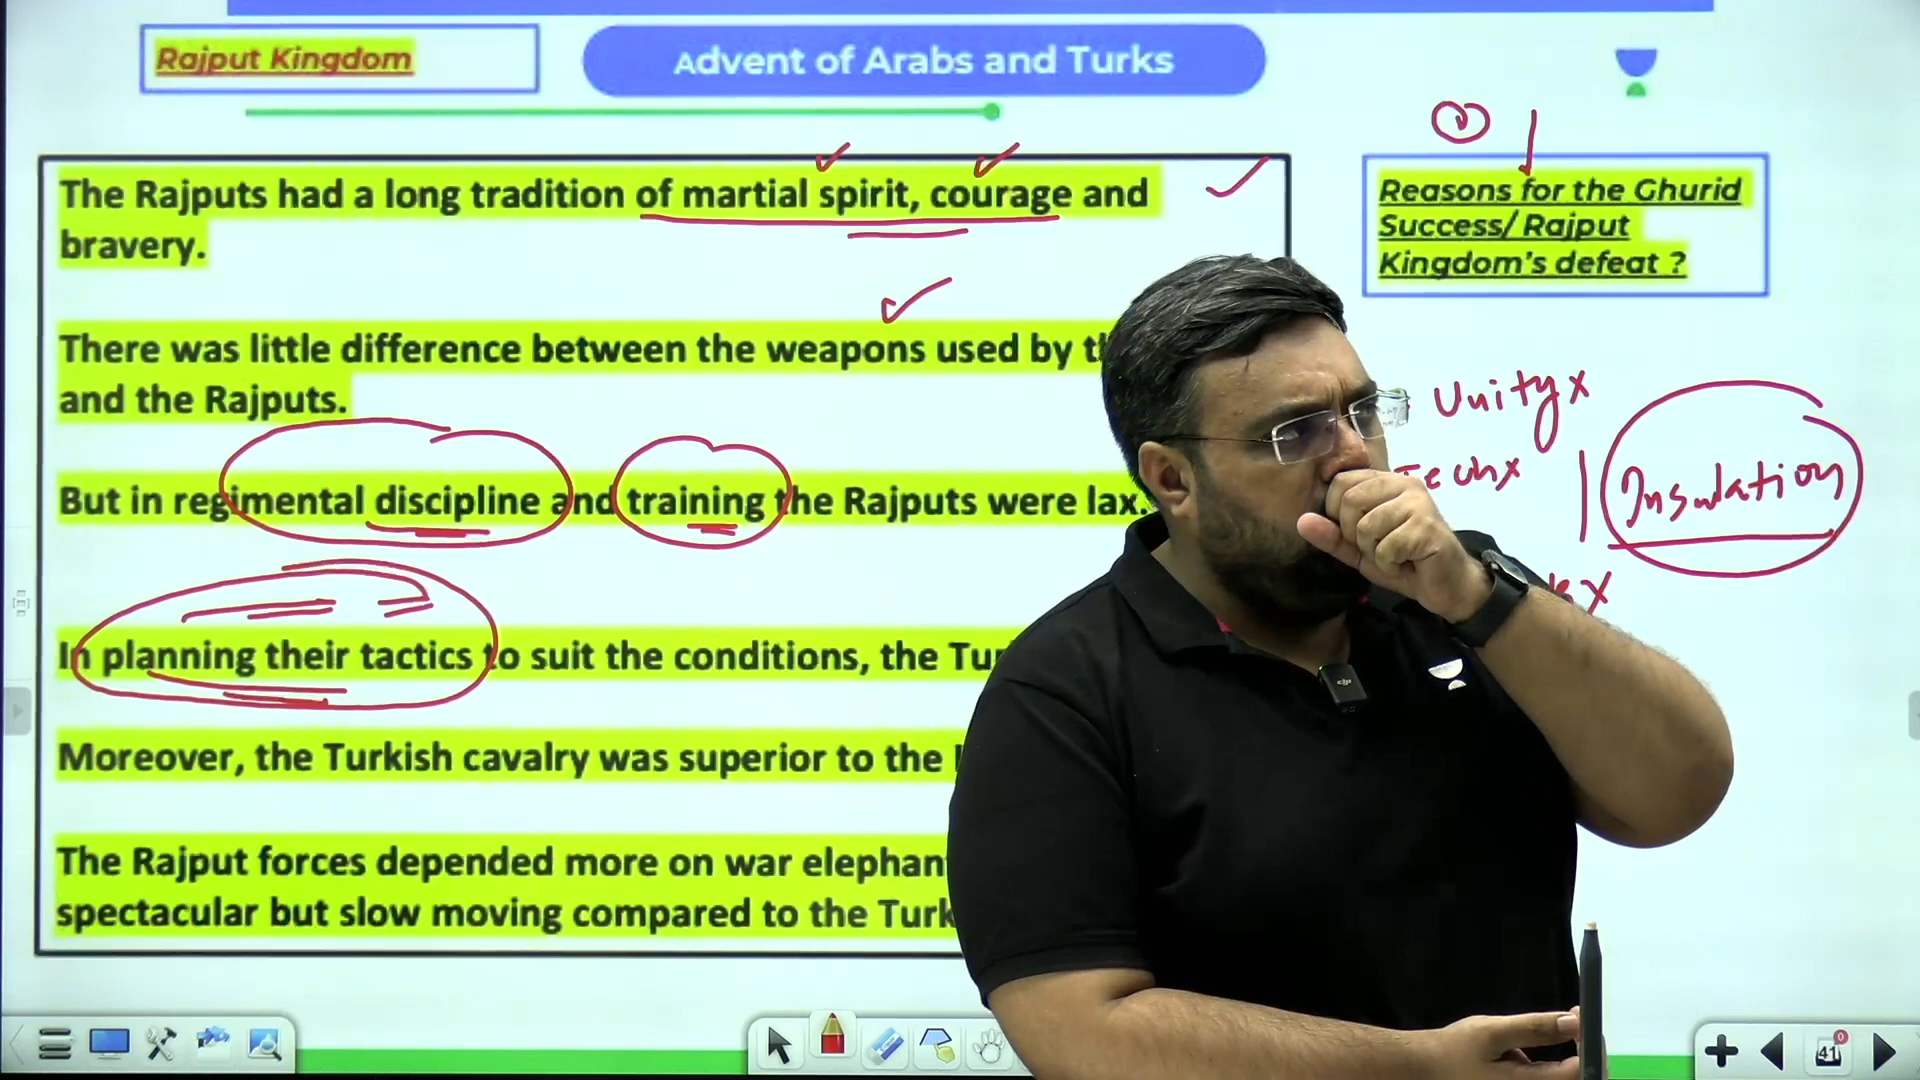 Rajput Kingdom
Advent of Arabs and Turks
The Rajputs had a long tradition of martial spirit, courage and
bravery.
There was little difference between the weapons used by
and the Rajputs.
But in regimental discipline and training the Rajputs were lax.
In planning their tactics to suit the conditions, the
Moreover, the Turkish cavalry was superior to the
The Rajput forces depended more on war
spectacular but slow moving compared to the
Reasons for the Ghurid
Success/ Rajput
Kingdom's defeat ?
Unity x
Tech x
Insulation
x
41
0